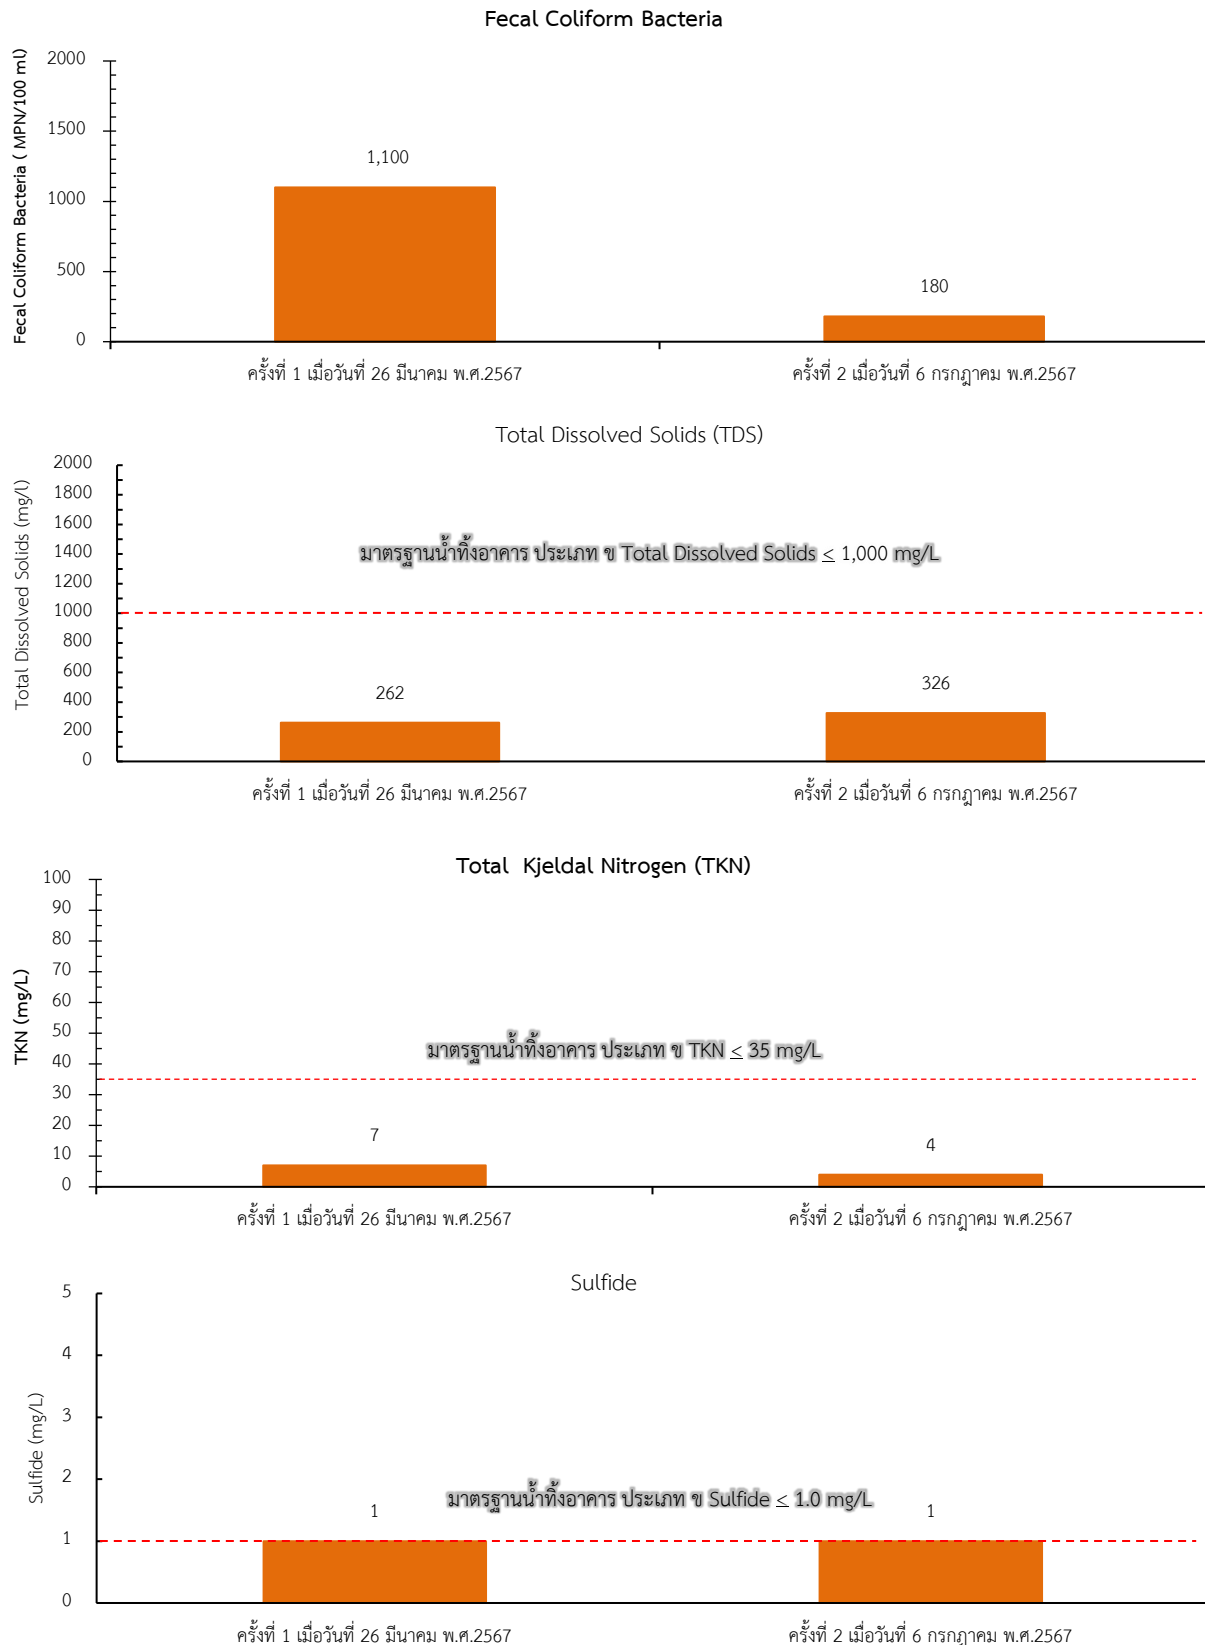 Fecal Coliform Bacteria
Fecal Coliform Bacteria ( MPN/100 ml)
2000
1500
1000
500
0
1,100
180
ครั้งที่ 1 เมื่อวันที่ 26 มีนาคม พ.ศ.2567
ครั้งที่ 2 เมื่อวันที่ 6 กรกฎาคม พ.ศ.2567
Total Dissolved Solids (TDS)
Total Dissolved Solids (mg/l)
2000
1800
1600
1400
1200
1000
800
600
400
200
0
มาตรฐานน้ำทิ้งอาคาร ประเภท ข Total Dissolved Solids ≤ 1,000 mg/L
262
326
ครั้งที่ 1 เมื่อวันที่ 26 มีนาคม พ.ศ.2567
ครั้งที่ 2 เมื่อวันที่ 6 กรกฎาคม พ.ศ.2567
Total  Kjeldal Nitrogen (TKN)
TKN (mg/L)
100
90
80
70
60
50
40
30
20
10
0
มาตรฐานน้ำทิ้งอาคาร ประเภท ข TKN ≤ 35 mg/L
7
4
ครั้งที่ 1 เมื่อวันที่ 26 มีนาคม พ.ศ.2567
ครั้งที่ 2 เมื่อวันที่ 6 กรกฎาคม พ.ศ.2567
Sulfide
Sulfide (mg/L)
5
4
3
2
1
0
มาตรฐานน้ำทิ้งอาคาร ประเภท ข Sulfide ≤ 1.0 mg/L
1
1
ครั้งที่ 1 เมื่อวันที่ 26 มีนาคม พ.ศ.2567
ครั้งที่ 2 เมื่อวันที่ 6 กรกฎาคม พ.ศ.2567